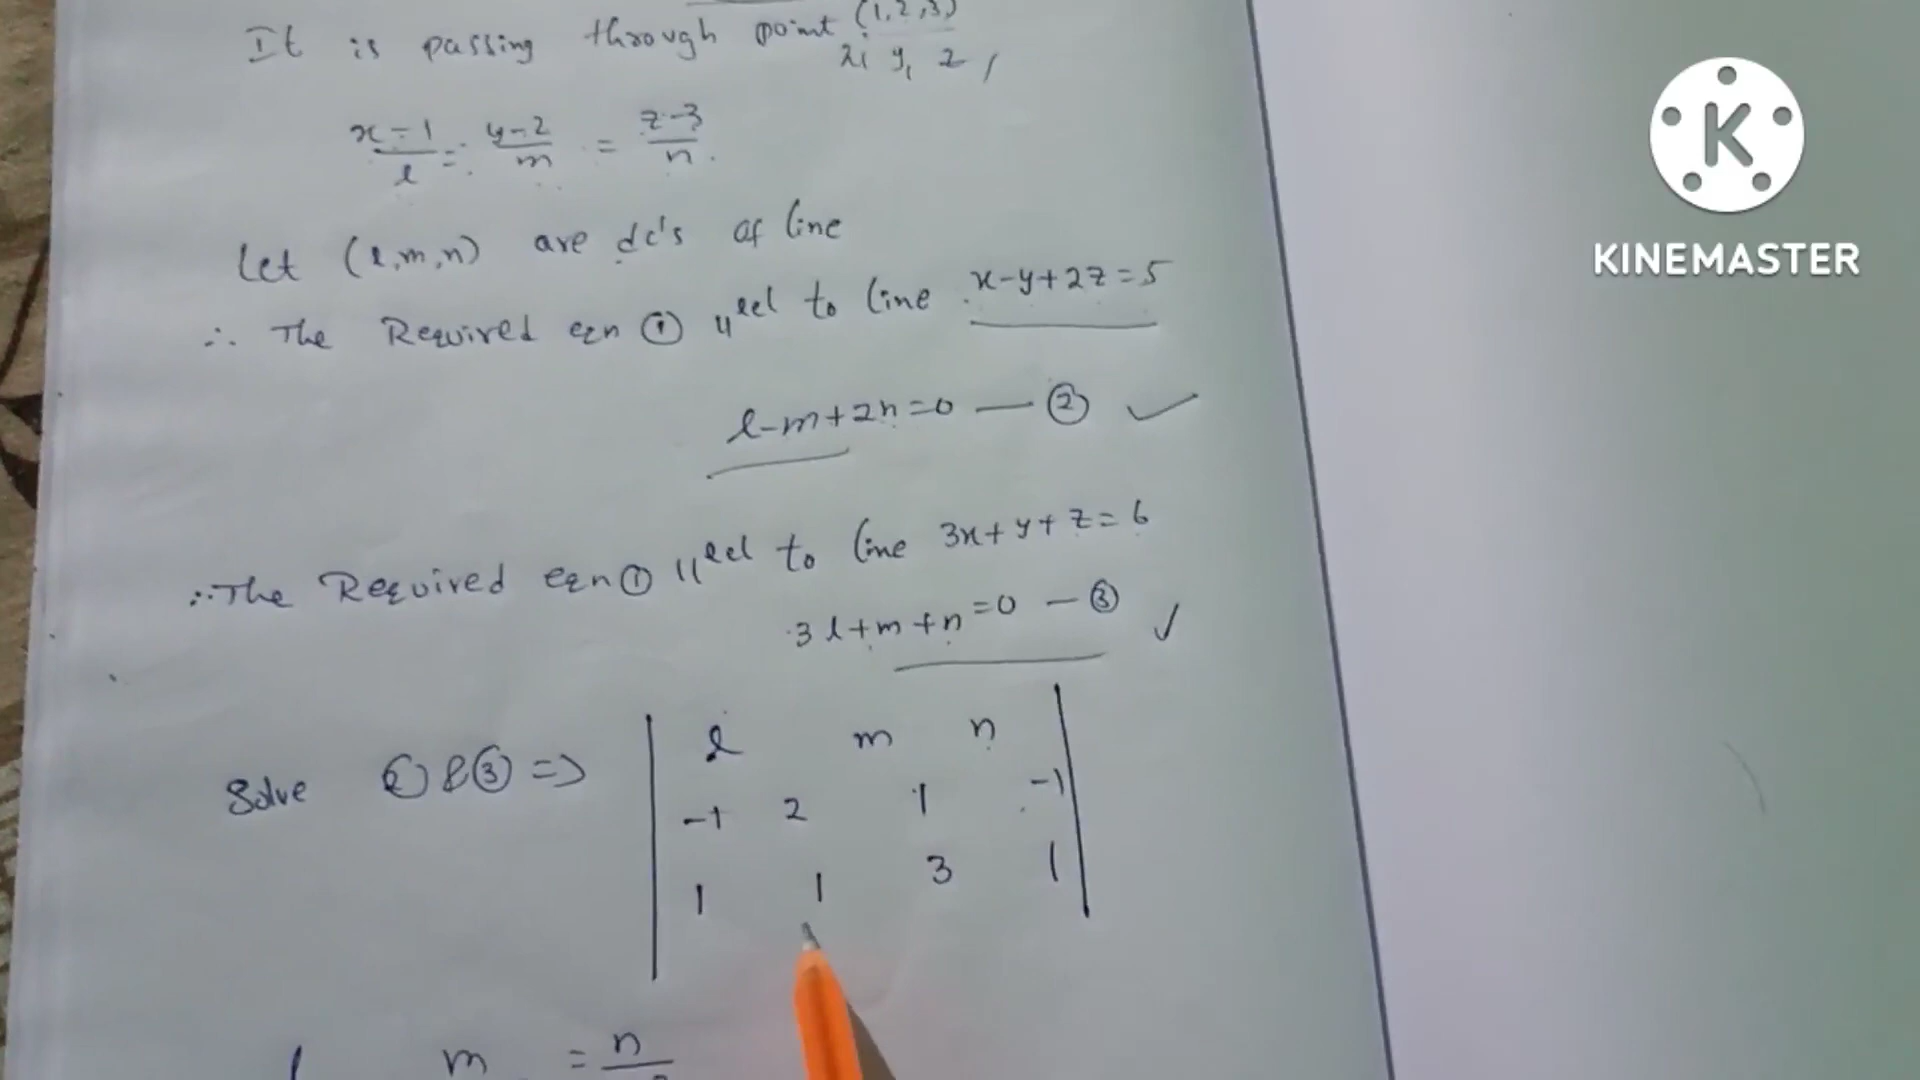 It is passing through point (1,2,3)
x1 y1 z1
x-1/l = y-2/m = z-3/n.
Let (l,m,n) are dc's of line
∴ The Required eqn ① ||lel to line x-y+2z=5
l-m+2n=0 — ② ✓
∴ The Required eqn ① ||lel to line 3x+y+z=6
3l+m+n=0 — ③ ✓
Solve ② & ③ =>
l m n
-1 2 1 -1
1 1 3 1
l m = n
KINEMASTER